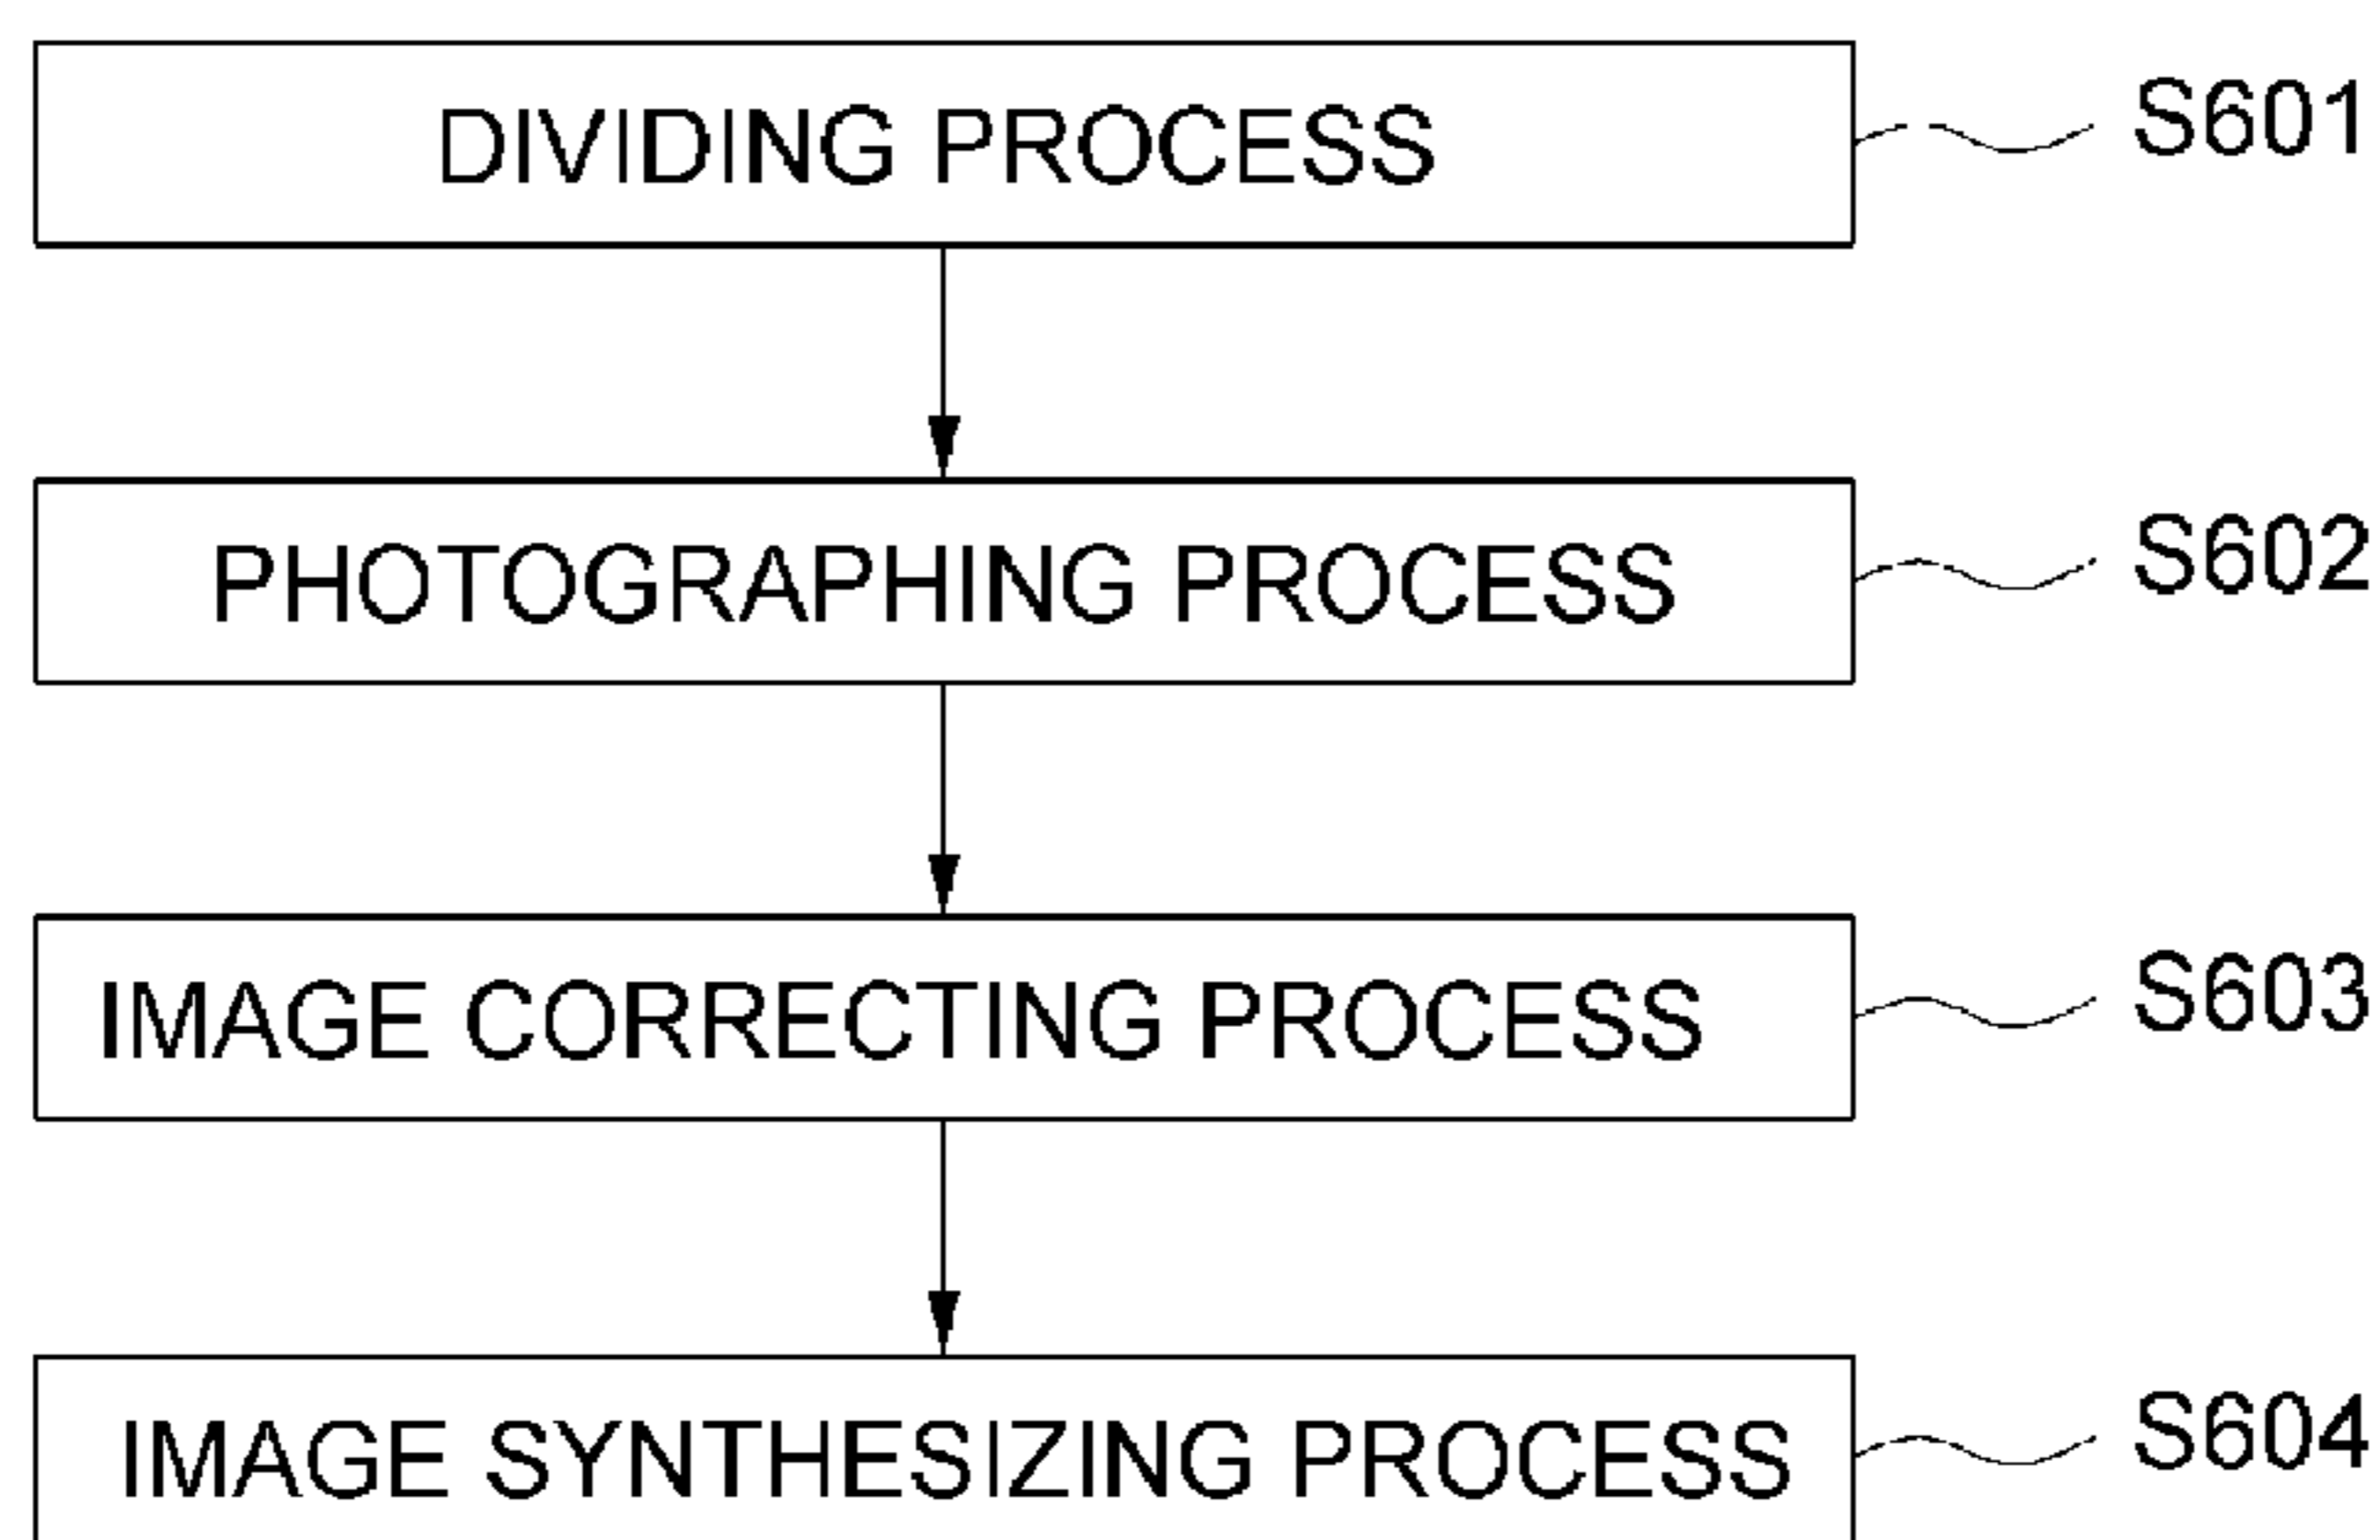 DIVIDING PROCESS S601
PHOTOGRAPHING PROCESS S602
IMAGE CORRECTING PROCESS S603
IMAGE SYNTHESIZING PROCESS S604